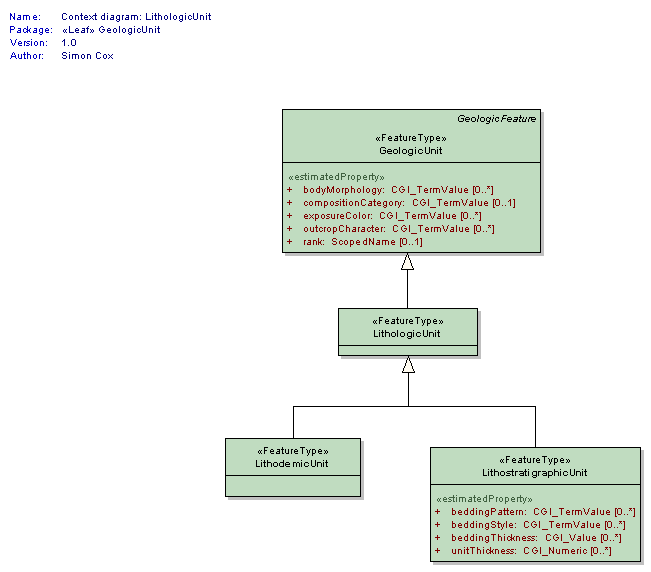 Name: Context diagram: LithologicUnit
Package: «Leaf» GeologicUnit
Version: 1.0
Author: Simon Cox
GeologicFeature
«FeatureType»
GeologicUnit
«estimatedProperty»
+ bodyMorphology: CGI_TermValue [0..*]
+ compositionCategory: CGI_TermValue [0..1]
+ exposureColor: CGI_TermValue [0..*]
+ outcropCharacter: CGI_TermValue [0..*]
+ rank: ScopedName [0..1]
«FeatureType»
LithologicUnit
«FeatureType»
LithodemicUnit
«FeatureType»
LithostratigraphicUnit
«estimatedProperty»
+ beddingPattern: CGI_TermValue [0..*]
+ beddingStyle: CGI_TermValue [0..*]
+ beddingThickness: CGI_Value [0..*]
+ unitThickness: CGI_Numeric [0..*]